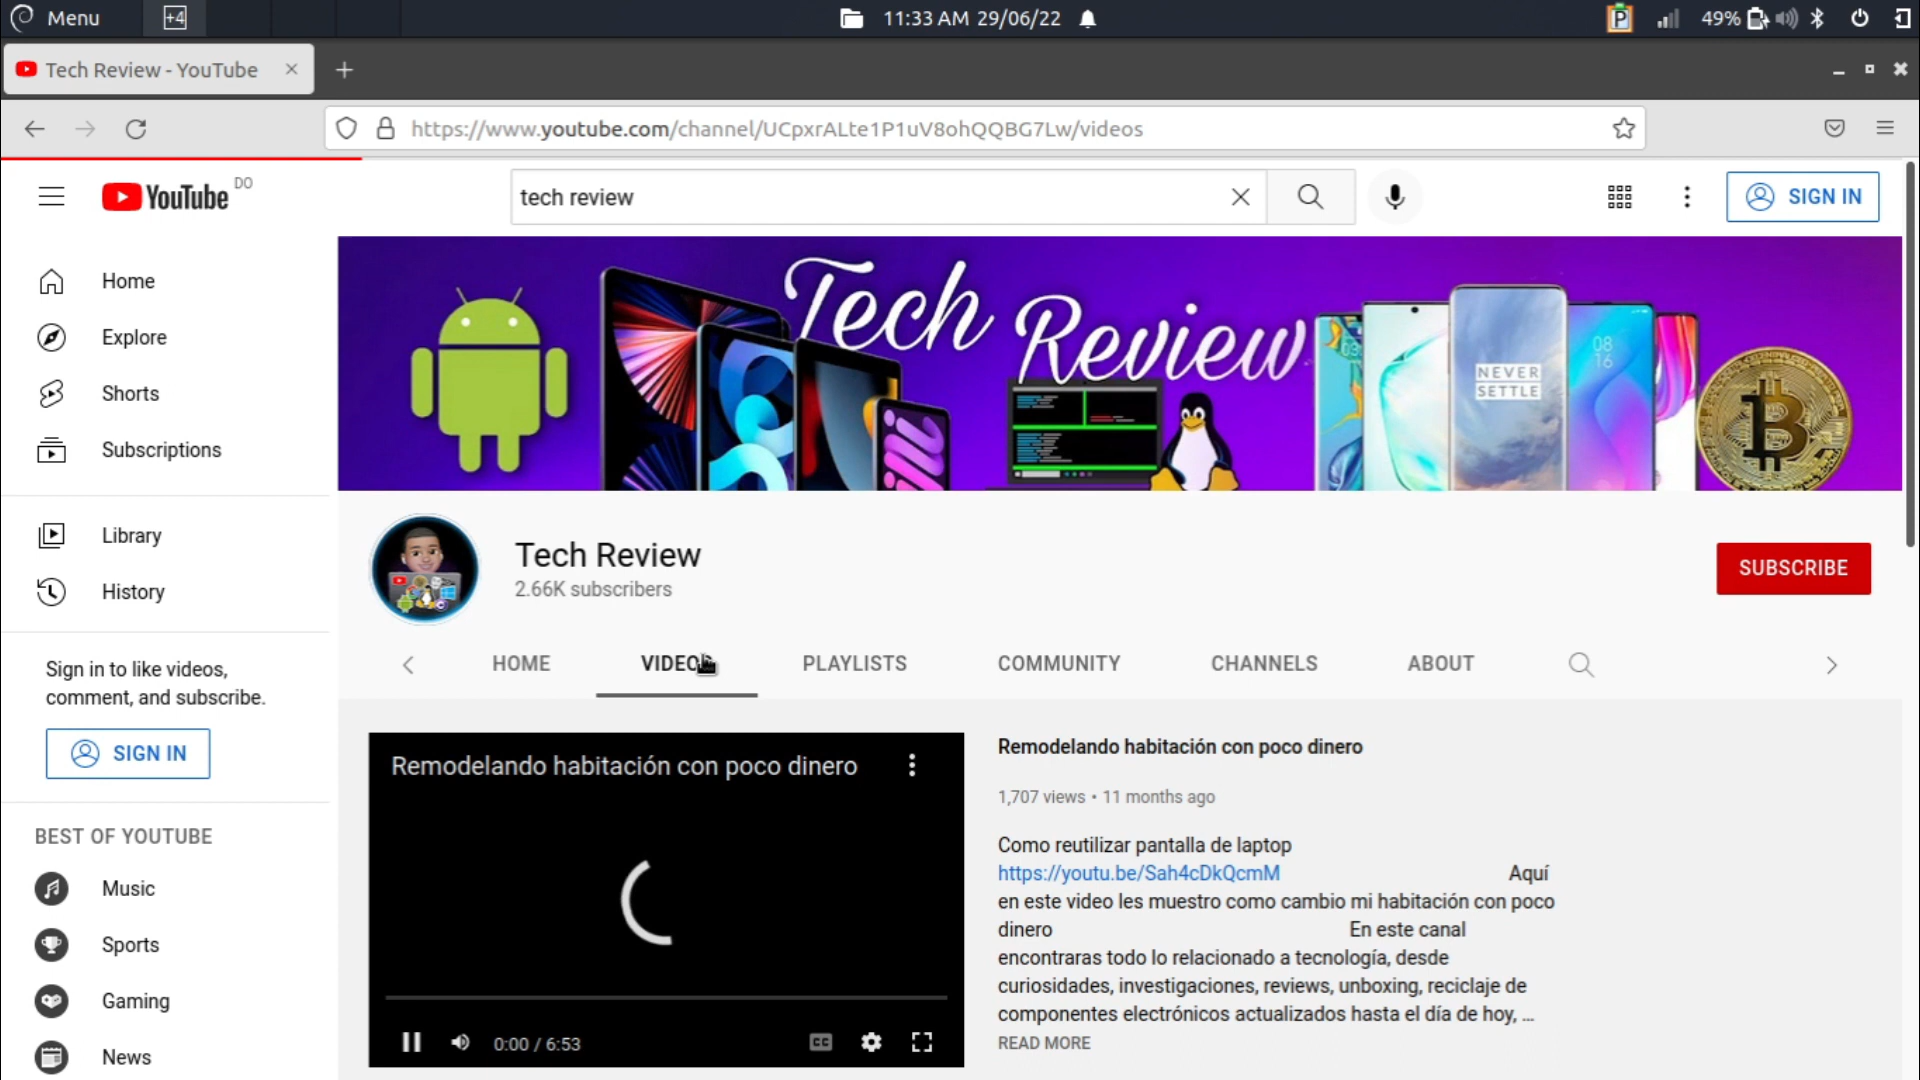 Menu
+4
11:33 AM 29/06/22
49%
Tech Review - YouTube
https://www.youtube.com/channel/UCpxrALte1P1uV8ohQQBG7Lw/videos
YouTube DO
tech review
SIGN IN
Home
Explore
Shorts
Subscriptions
Library
History
Sign in to like videos,
comment, and subscribe.
SIGN IN
BEST OF YOUTUBE
Music
Sports
Gaming
News
Tech Review
NEVER
SETTLE
08
16
Tech Review
2.66K subscribers
SUBSCRIBE
HOME
VIDEOS
PLAYLISTS
COMMUNITY
CHANNELS
ABOUT
Remodelando habitación con poco dinero
0:00 / 6:53
CC
Remodelando habitación con poco dinero
1,707 views • 11 months ago
Como reutilizar pantalla de laptop
https://youtu.be/Sah4cDkQcmM Aquí
en este video les muestro como cambio mi habitación con poco
dinero En este canal
encontraras todo lo relacionado a tecnología, desde
curiosidades, investigaciones, reviews, unboxing, reciclaje de
componentes electrónicos actualizados hasta el día de hoy, ...
READ MORE